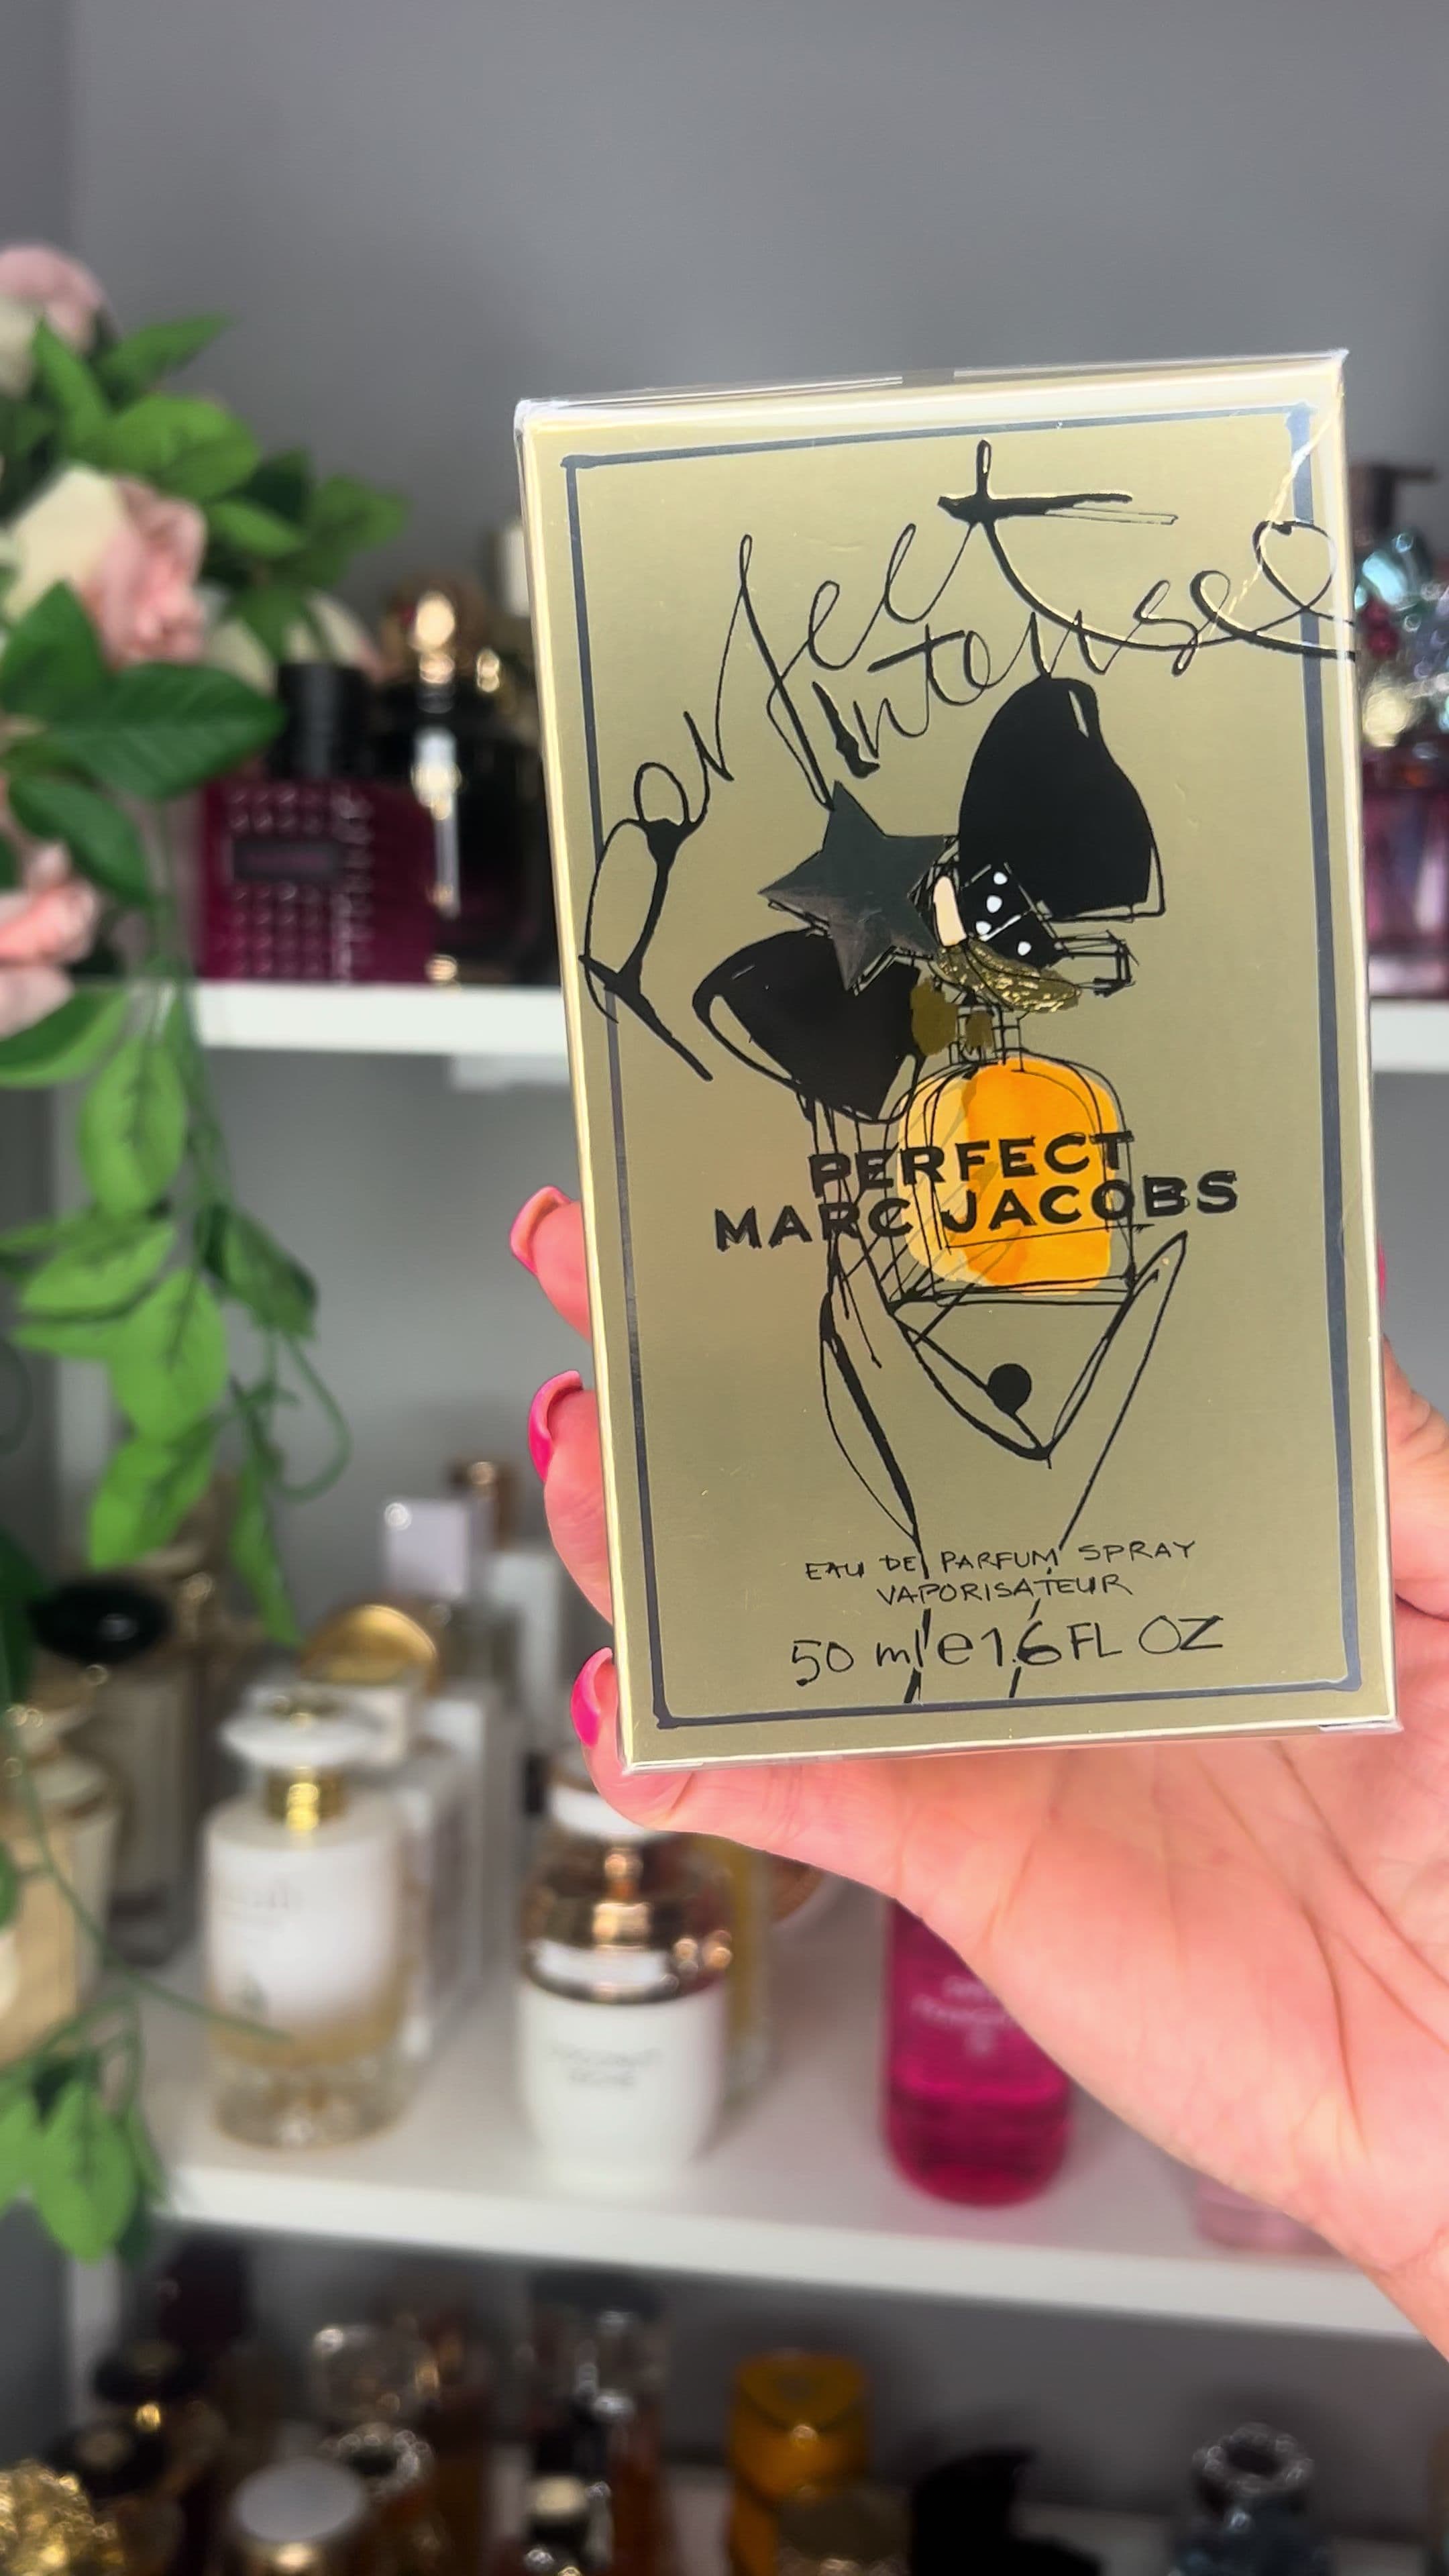 Perfect
intense
PERFECT
MARC JACOBS
EAU DE PARFUM SPRAY
VAPORISATEUR
50 ml e 1.6 FL OZ